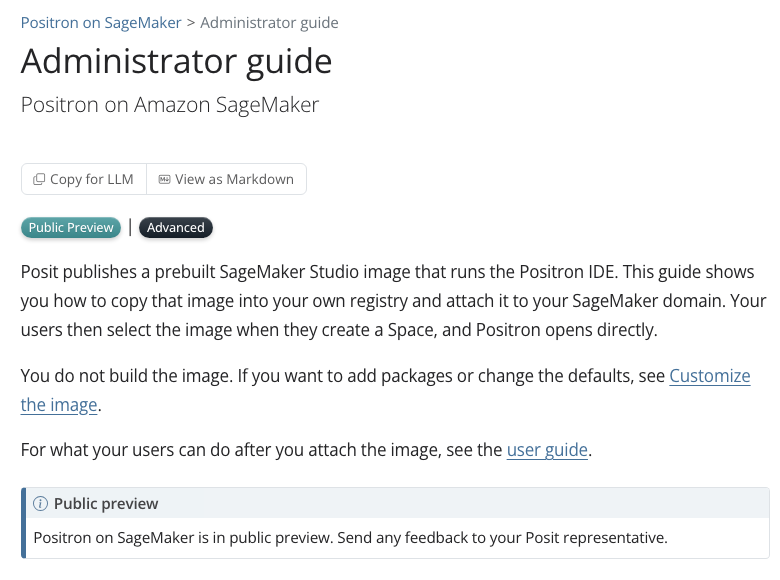 Positron on SageMaker > Administrator guide
Administrator guide
Positron on Amazon SageMaker
Copy for LLM View as Markdown
Public Preview | Advanced
Posit publishes a prebuilt SageMaker Studio image that runs the Positron IDE. This guide shows
you how to copy that image into your own registry and attach it to your SageMaker domain. Your
users then select the image when they create a Space, and Positron opens directly.
You do not build the image. If you want to add packages or change the defaults, see Customize
the image.
For what your users can do after you attach the image, see the user guide.
Public preview
Positron on SageMaker is in public preview. Send any feedback to your Posit representative.